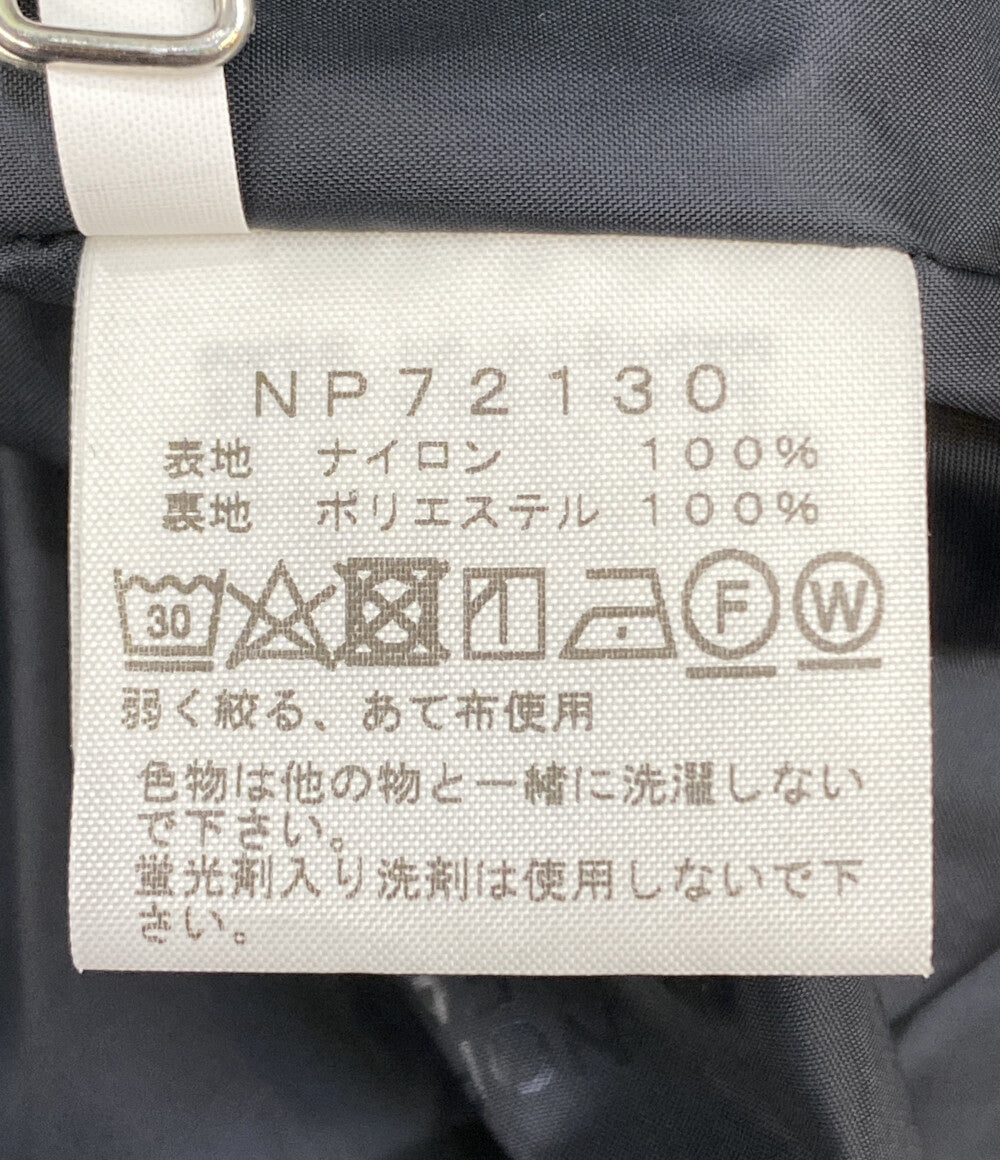 NP72130
表地 ナイロン 100%
裏地 ポリエステル 100%
30 F W
弱く絞る、あて布使用
色物は他の物と一緒に洗濯しない
で下さい。
蛍光剤入り洗剤は使用しないで下
さい。